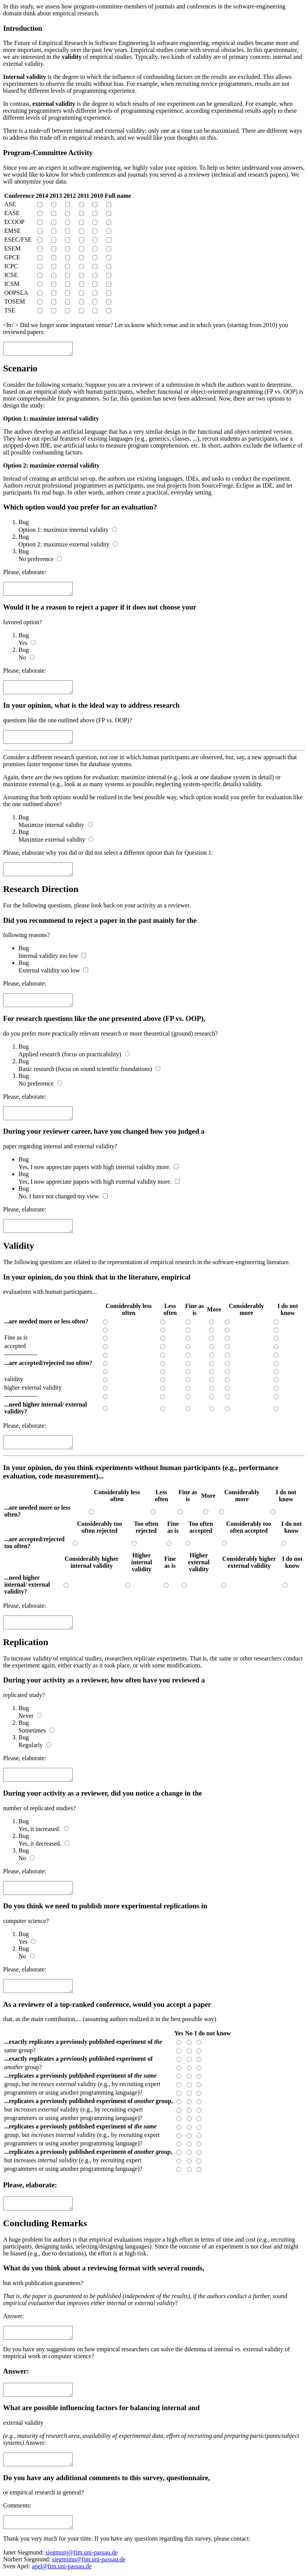 In this study, we assess how program-committee members of journals and conferences in the software-engineering
domain think about empirical research.
Introduction
The Future of Empirical Research in Software Engineering In software engineering, empirical studies become more and
more important, especially over the past few years. Empirical studies come with several obstacles. In this questionnaire,
we are interested in the validity of empirical studies. Typically, two kinds of validity are of primary concern: internal and
external validity.
Internal validity is the degree to which the influence of confounding factors on the results are excluded. This allows
experimenters to observe the results without bias. For example, when recruiting novice programmers, results are not
biased by different levels of programming experience.
In contrast, external validity is the degree to which results of one experiment can be generalized. For example, when
recruiting programmers with different levels of programming experience, according experimental results apply to these
different levels of programming experience.
There is a trade-off between internal and external validity; only one at a time can be maximized. There are different ways
to address this trade off in empirical research, and we would like your thoughts on this.
Program-Committee Activity
Since you are an expert in software engineering, we highly value your opinion. To help us better understand your answers,
we would like to know for which conferences and journals you served as a reviewer (technical and research papers). We
will anonymize your data.
Conference 2014 2013 2012 2011 2010 Full name
ASE
EASE
ECOOP
EMSE
ESEC/FSE
ESEM
GPCE
ICPC
ICSE
ICSM
OOPSLA
TOSEM
TSE
<br/ > Did we forget some important venue? Let us know which venue and in which years (starting from 2010) you
reviewed papers:
Scenario
Consider the following scenario: Suppose you are a reviewer of a submission in which the authors want to determine,
based on an empirical study with human participants, whether functional or object-oriented programming (FP vs. OOP) is
more comprehensible for programmers. So far, this question has never been addressed. Now, there are two options to
design the study:
Option 1: maximize internal validity
The authors develop an artificial language that has a very similar design in the functional and object-oriented version.
They leave out special features of existing languages (e.g., generics, classes, ...), recruit students as participants, use a
stripped-down IDE, use artificial tasks to measure program comprehension, etc. In short, authors exclude the influence of
all possible confounding factors.
Option 2: maximize external validity
Instead of creating an artificial set-up, the authors use existing languages, IDEs, and tasks to conduct the experiment.
They recruit professional programmers as participants, use existing projects from SourceForge, Eclipse as IDE, and let
participants fix real bugs. In other words, authors create a practical, everyday setting.
Which option would you prefer for an evaluation?
1. Bug
Option 1: maximize internal validity
2. Bug
Option 2: maximize external validity
3. Bug
No preference
Please, elaborate:
Would it be a reason to reject a paper if it does not choose your
favored option?
1. Bug
Yes
2. Bug
No
Please, elaborate:
In your opinion, what is the ideal way to address research
questions like the one outlined above (FP vs. OOP)?
Consider a different research question, not one in which human participants are observed, but, say, a new approach that
promises faster response times for database systems.
Again, there are the two options for evaluation: maximize internal (e.g., look at one database system in detail) or
maximize external (e.g., look at as many systems as possible, neglecting system-specific details) validity.
Assuming that both options would be realized in the best possible way, which option would you prefer for evaluation like
the one outlined above?
1. Bug
Maximize internal validity
2. Bug
Maximize external validity
Please, elaborate why you did or did not select a different option than for Question 1:
Research Direction
For the following questions, please look back on your activity as a reviewer.
Did you recommend to reject a paper in the past mainly for the
following reasons?
• Bug
Internal validity too low
• Bug
External validity too low
Please, elaborate:
For research questions like the one presented above (FP vs. OOP),
do you prefer more practically relevant research or more theoretical (ground) research?
1. Bug
Applied research (focus on practicability)
2. Bug
Basic research (focus on sound scientific foundations)
3. Bug
No preference
Please, elaborate:
During your reviewer career, have you changed how you judged a
paper regarding internal and external validity?
• Bug
Yes, I now appreciate papers with high internal validity more.
• Bug
Yes, I now appreciate papers with high external validity more.
• Bug
No, I have not changed my view.
Please, elaborate:
Validity
The following questions are related to the representation of empirical research in the software-engineering literature.
In your opinion, do you think that in the literature, empirical
evaluations with human participants...
Considerably less often Less often Fine as is More Considerably more I do not know
...are needed more or less often?
Fine as is
accepted
-----------------
...are accepted/rejected too often?
validity
higher external validity
-----------------
...need higher internal/ external
validity?
Please, elaborate:
In your opinion, do you think experiments without human participants (e.g., performance
evaluation, code measurement)...
Considerably less often Less often Fine as is More Considerably more I do not know
...are needed more or less
often?
Considerably too often rejected Too often rejected Fine as is Too often accepted Considerably too often accepted I do not know
...are accepted/rejected
too often?
Considerably higher internal validity Higher internal validity Fine as is Higher external validity Considerably higher external validity I do not know
...need higher
internal/ external
validity?
Please, elaborate:
Replication
To increase validity of empirical studies, researchers replicate experiments. That is, the same or other researchers conduct
the experiment again, either exactly as it took place, or with some modifications.
During your activity as a reviewer, how often have you reviewed a
replicated study?
1. Bug
Never
2. Bug
Sometimes
3. Bug
Regularly
Please, elaborate:
During your activity as a reviewer, did you notice a change in the
number of replicated studies?
1. Bug
Yes, it increased.
2. Bug
Yes, it decreased.
3. Bug
No
Please, elaborate:
Do you think we need to publish more experimental replications in
computer science?
1. Bug
Yes
2. Bug
No
Please, elaborate:
As a reviewer of a top-ranked conference, would you accept a paper
that, as the main contribution,... (assuming authors realized it in the best possible way)
Yes No I do not know
...exactly replicates a previously published experiment of the
same group?
...exactly replicates a previously published experiment of
another group?
...replicates a previously published experiment of the same
group, but increases external validity (e.g., by recruiting expert
programmers or using another programming language)?
...replicates a previously published experiment of another group,
but increases external validity (e.g., by recruiting expert
programmers or using another programming language)?
...replicates a previously published experiment of the same
group, but increases internal validity (e.g., by recruiting expert
programmers or using another programming language)?
...replicates a previously published experiment of another group,
but increases internal validity (e.g., by recruiting expert
programmers or using another programming language)?
Please, elaborate:
Concluding Remarks
A huge problem for authors is that empirical evaluations require a high effort in terms of time and cost (e.g., recruiting
participants, designing tasks, selecting/designing languages). Since the outcome of an experiment is not clear and might
be biased (e.g., due to deviations), the effort is at high risk.
What do you think about a reviewing format with several rounds,
but with publication guarantees?
That is, the paper is guaranteed to be published (independent of the results), if the authors conduct a further, sound
empirical evaluation that improves either internal or external validity?
Answer:
Do you have any suggestions on how empirical researchers can solve the dilemma of internal vs. external validity of
empirical work in computer science?
Answer:
What are possible influencing factors for balancing internal and
external validity
(e.g., maturity of research area, availability of experimental data, effort of recruiting and preparing participants/subject
systems) Answer:
Do you have any additional comments to this survey, questionnaire,
or empirical research in general?
Comments:
Thank you very much for your time. If you have any questions regarding this survey, please contact:
Janet Siegmund: siegmunj@fim.uni-passau.de
Norbert Siegmund: siegmunn@fim.uni-passau.de
Sven Apel: apel@fim.uni-passau.de